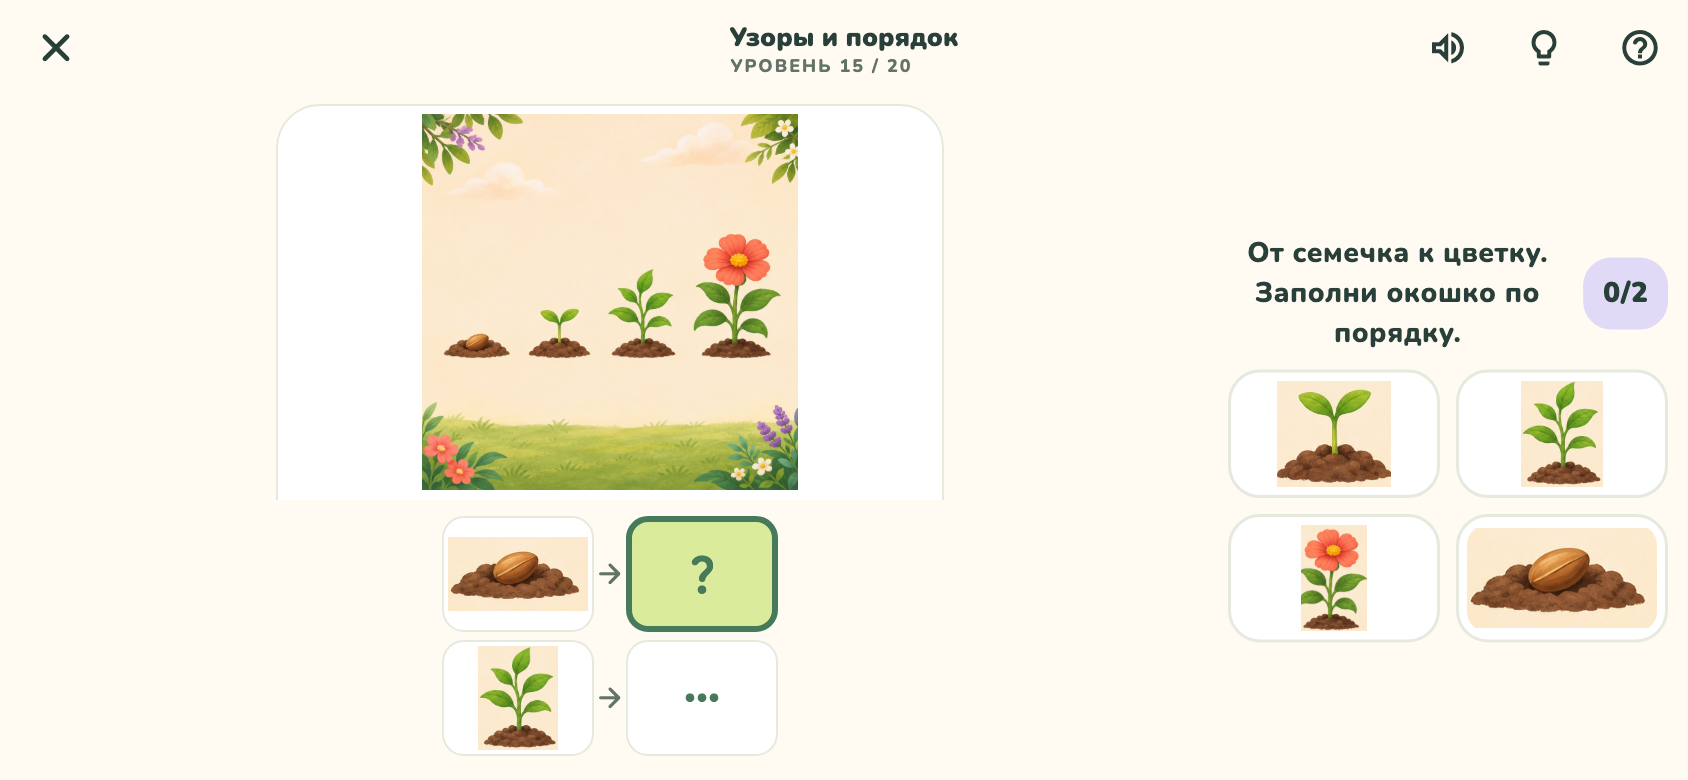 Узоры и порядок
УРОВЕНЬ 15 / 20
От семечка к цветку.
Заполни окошко по
порядку.
0/2
?
...